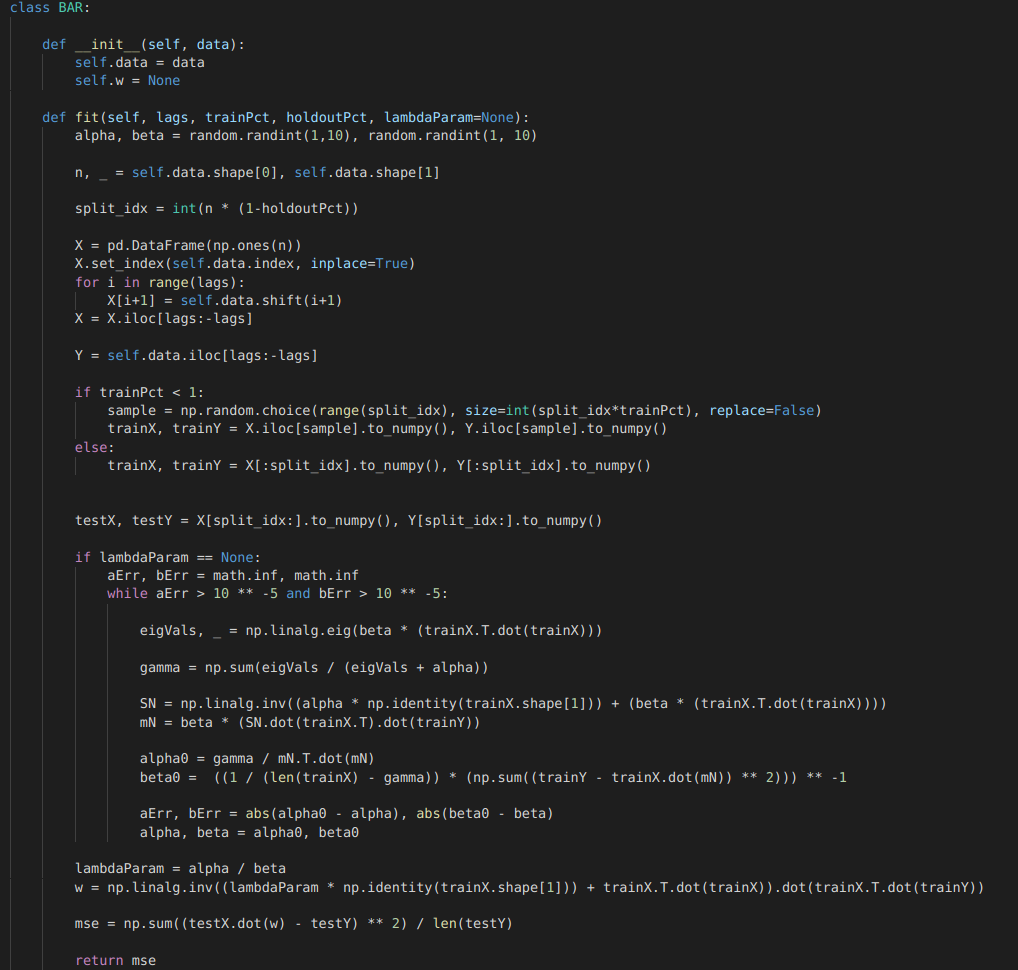 class BAR:
    def __init__(self, data):
        self.data = data
        self.w = None
    def fit(self, lags, trainPct, holdoutPct, lambdaParam=None):
        alpha, beta = random.randint(1,10), random.randint(1, 10)
        n, _ = self.data.shape[0], self.data.shape[1]
        split_idx = int(n * (1-holdoutPct))
        X = pd.DataFrame(np.ones(n))
        X.set_index(self.data.index, inplace=True)
        for i in range(lags):
            X[i+1] = self.data.shift(i+1)
        X = X.iloc[lags:-lags]
        Y = self.data.iloc[lags:-lags]
        if trainPct < 1:
            sample = np.random.choice(range(split_idx), size=int(split_idx*trainPct), replace=False)
            trainX, trainY = X.iloc[sample].to_numpy(), Y.iloc[sample].to_numpy()
        else:
            trainX, trainY = X[:split_idx].to_numpy(), Y[:split_idx].to_numpy()
        testX, testY = X[split_idx:].to_numpy(), Y[split_idx:].to_numpy()
        if lambdaParam == None:
            aErr, bErr = math.inf, math.inf
            while aErr > 10 ** -5 and bErr > 10 ** -5:
                eigVals, _ = np.linalg.eig(beta * (trainX.T.dot(trainX)))
                gamma = np.sum(eigVals / (eigVals + alpha))
                SN = np.linalg.inv((alpha * np.identity(trainX.shape[1])) + (beta * (trainX.T.dot(trainX))))
                mN = beta * (SN.dot(trainX.T).dot(trainY))
                alpha0 = gamma / mN.T.dot(mN)
                beta0 =  ((1 / (len(trainX) - gamma)) * (np.sum((trainY - trainX.dot(mN)) ** 2))) ** -1
                aErr, bErr = abs(alpha0 - alpha), abs(beta0 - beta)
                alpha, beta = alpha0, beta0
        lambdaParam = alpha / beta
        w = np.linalg.inv((lambdaParam * np.identity(trainX.shape[1])) + trainX.T.dot(trainX)).dot(trainX.T.dot(trainY))
        mse = np.sum((testX.dot(w) - testY) ** 2) / len(testY)
        return mse